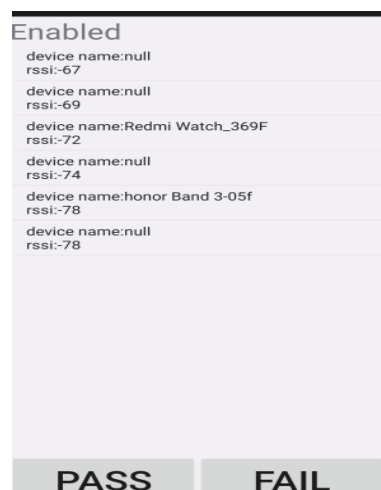 Enabled
device name:null
rssi:-67
device name:null
rssi:-69
device name:Redmi Watch_369F
rssi:-72
device name:null
rssi:-74
device name:honor Band 3-05f
rssi:-78
device name:null
rssi:-78
PASS FAIL